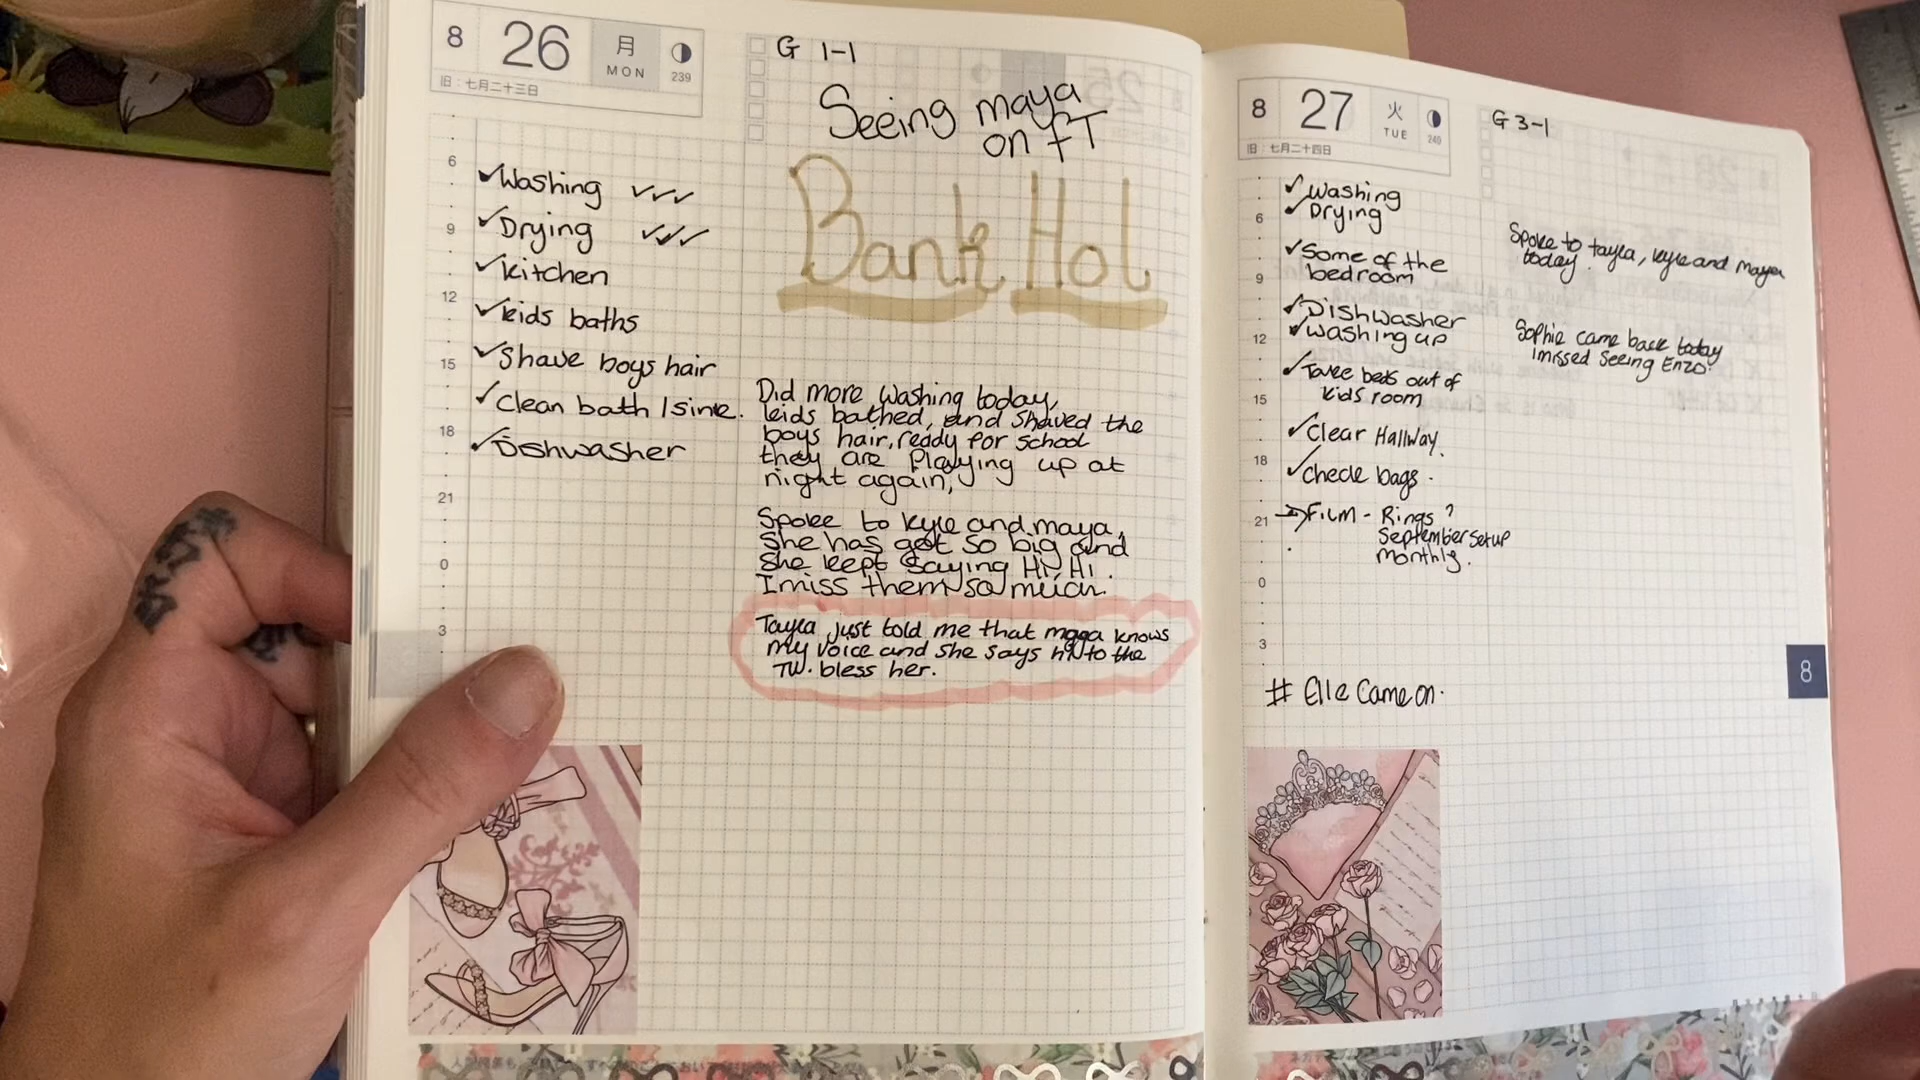 8 26 月 MON 239
旧:七月二十三日
G 1-1
Seeing maya
on fT
Bank Hol
6
9
12
15
18
21
0
3
✓Washing ✓✓✓
✓Drying ✓✓✓
✓kitchen
✓kids baths
✓Shave boys hair
✓Clean bath / sink.
✓Dishwasher
Did more washing today,
kids bathed, and shaved the
boys hair, ready for school
they are Playing up at
night again,
Spoke to kyle and maya,
She has got so big and
She kept saying Hi, Hi.
I miss them so much.
Tayla just told me that maya knows
my voice and she says hi to the
TW. bless her.
8 27 火 TUE 240
旧:七月二十四日
G 3-1
6
9
12
15
18
21
0
3
✓Washing
✓Drying
✓Some of the
bedroom
✓Dishwasher
✓Washing up
✓Take beds out of
kids room
✓Clear Hallway.
✓Check bags.
→Film - Rings?
September setup
monthly.
Spoke to tayla, kyle and maya
today.
Sophie came back today
I missed Seeing Enzo.
# Elle Came on.
8